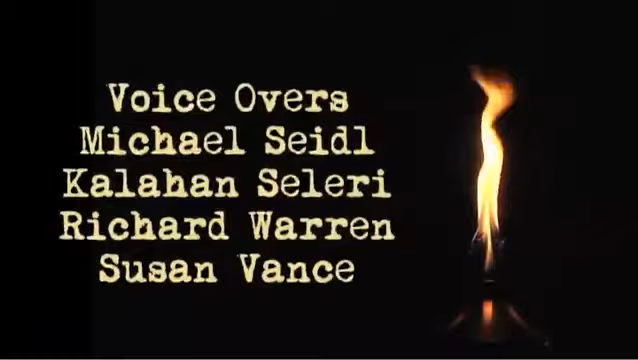 Voice Overs
Michael Seidl
Kalahan Seleri
Richard Warren
Susan Vance